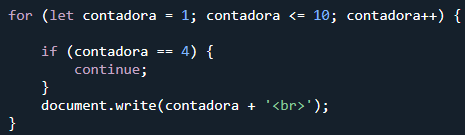 for (let contadora = 1; contadora <= 10; contadora++) {
if (contadora == 4) {
continue;
}
document.write(contadora + '<br>');
}